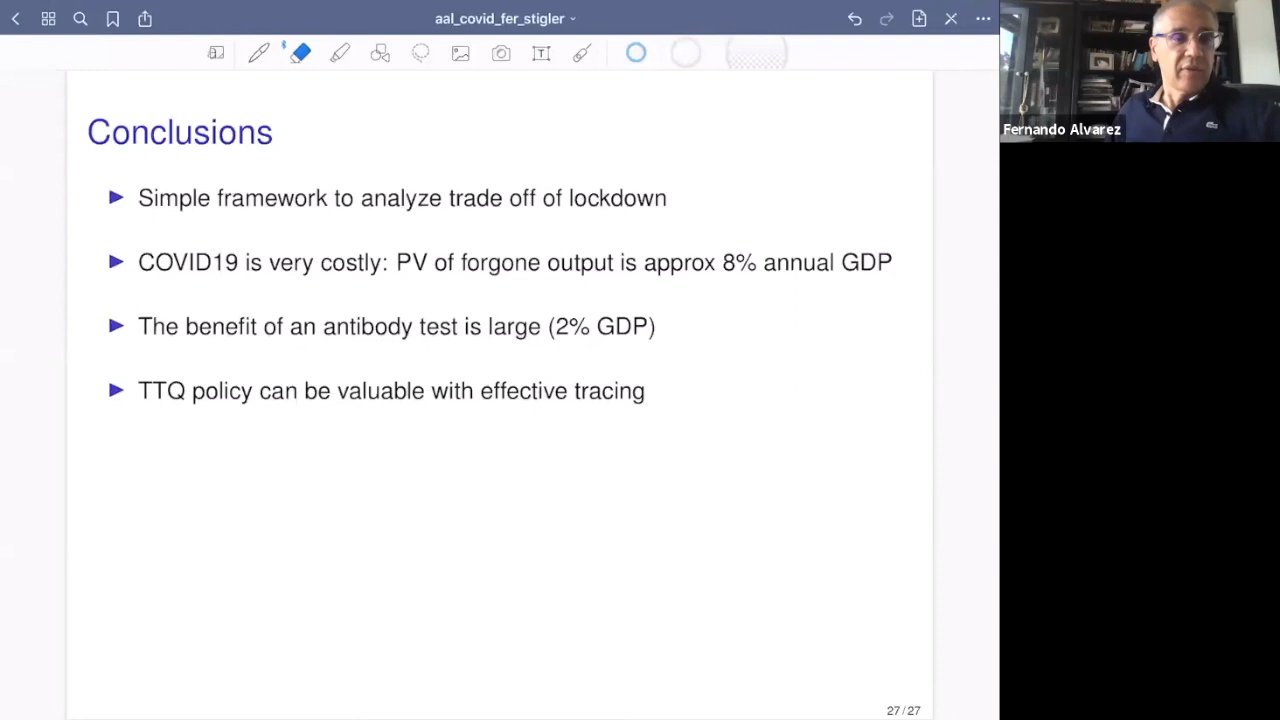 aal_covid_fer_stigler
T
Conclusions
Simple framework to analyze trade off of lockdown
COVID19 is very costly: PV of forgone output is approx 8% annual GDP
The benefit of an antibody test is large (2% GDP)
TTQ policy can be valuable with effective tracing
27/27
Fernando Alvarez